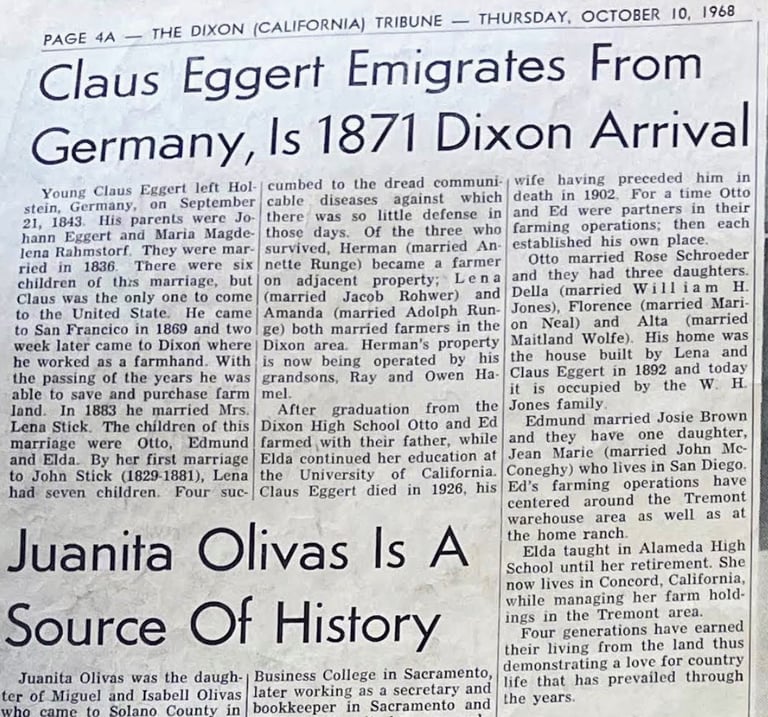 PAGE 4A — THE DIXON (CALIFORNIA) TRIBUNE — THURSDAY, OCTOBER 10, 1968
Claus Eggert Emigrates From
Germany, Is 1871 Dixon Arrival
Young Claus Eggert left Hol-
stein, Germany, on September
21, 1843. His parents were Jo-
hann Eggert and Maria Magde-
lena Rahmstorf. They were mar-
ried in 1836. There were six
children of this marriage, but
Claus was the only one to come
to the United State. He came
to San Francico in 1869 and two
week later came to Dixon where
he worked as a farmhand. With
the passing of the years he was
able to save and purchase farm
land. In 1883 he married Mrs.
Lena Stick. The children of this
marriage were Otto, Edmund
and Elda. By her first marriage
to John Stick (1829-1881), Lena
had seven children. Four suc-
cumbed to the dread communi-
cable diseases against which
there was so little defense in
those days. Of the three who
survived, Herman (married An-
nette Runge) became a farmer
on adjacent property; Lena
(married Jacob Rohwer) and
Amanda (married Adolph Run-
ge) both married farmers in the
Dixon area. Herman's property
is now being operated by his
grandsons, Ray and Owen Ha-
mel.
After graduation from the
Dixon High School Otto and Ed
farmed with their father, while
Elda continued her education at
the University of California.
Claus Eggert died in 1926, his
wife having preceded him in
death in 1902. For a time Otto
and Ed were partners in their
farming operations; then each
established his own place.
Otto married Rose Schroeder
and they had three daughters.
Della (married William H.
Jones), Florence (married Mari-
on Neal) and Alta (married
Maitland Wolfe). His home was
the house built by Lena and
Claus Eggert in 1892 and today
it is occupied by the W. H.
Jones family.
Edmund married Josie Brown
and they have one daughter,
Jean Marie (married John Mc-
Coneghy) who lives in San Diego.
Ed's farming operations have
centered around the Tremont
warehouse area as well as at
the home ranch.
Elda taught in Alameda High
School until her retirement. She
now lives in Concord, California,
while managing her farm hold-
ings in the Tremont area.
Four generations have earned
their living from the land thus
demonstrating a love for country
life that has prevailed through
the years.
Juanita Olivas Is A
Source Of History
Juanita Olivas was the daugh-
ter of Miguel and Isabell Olivas
who came to Solano County in
Business College in Sacramento,
later working as a secretary and
bookkeeper in Sacramento and